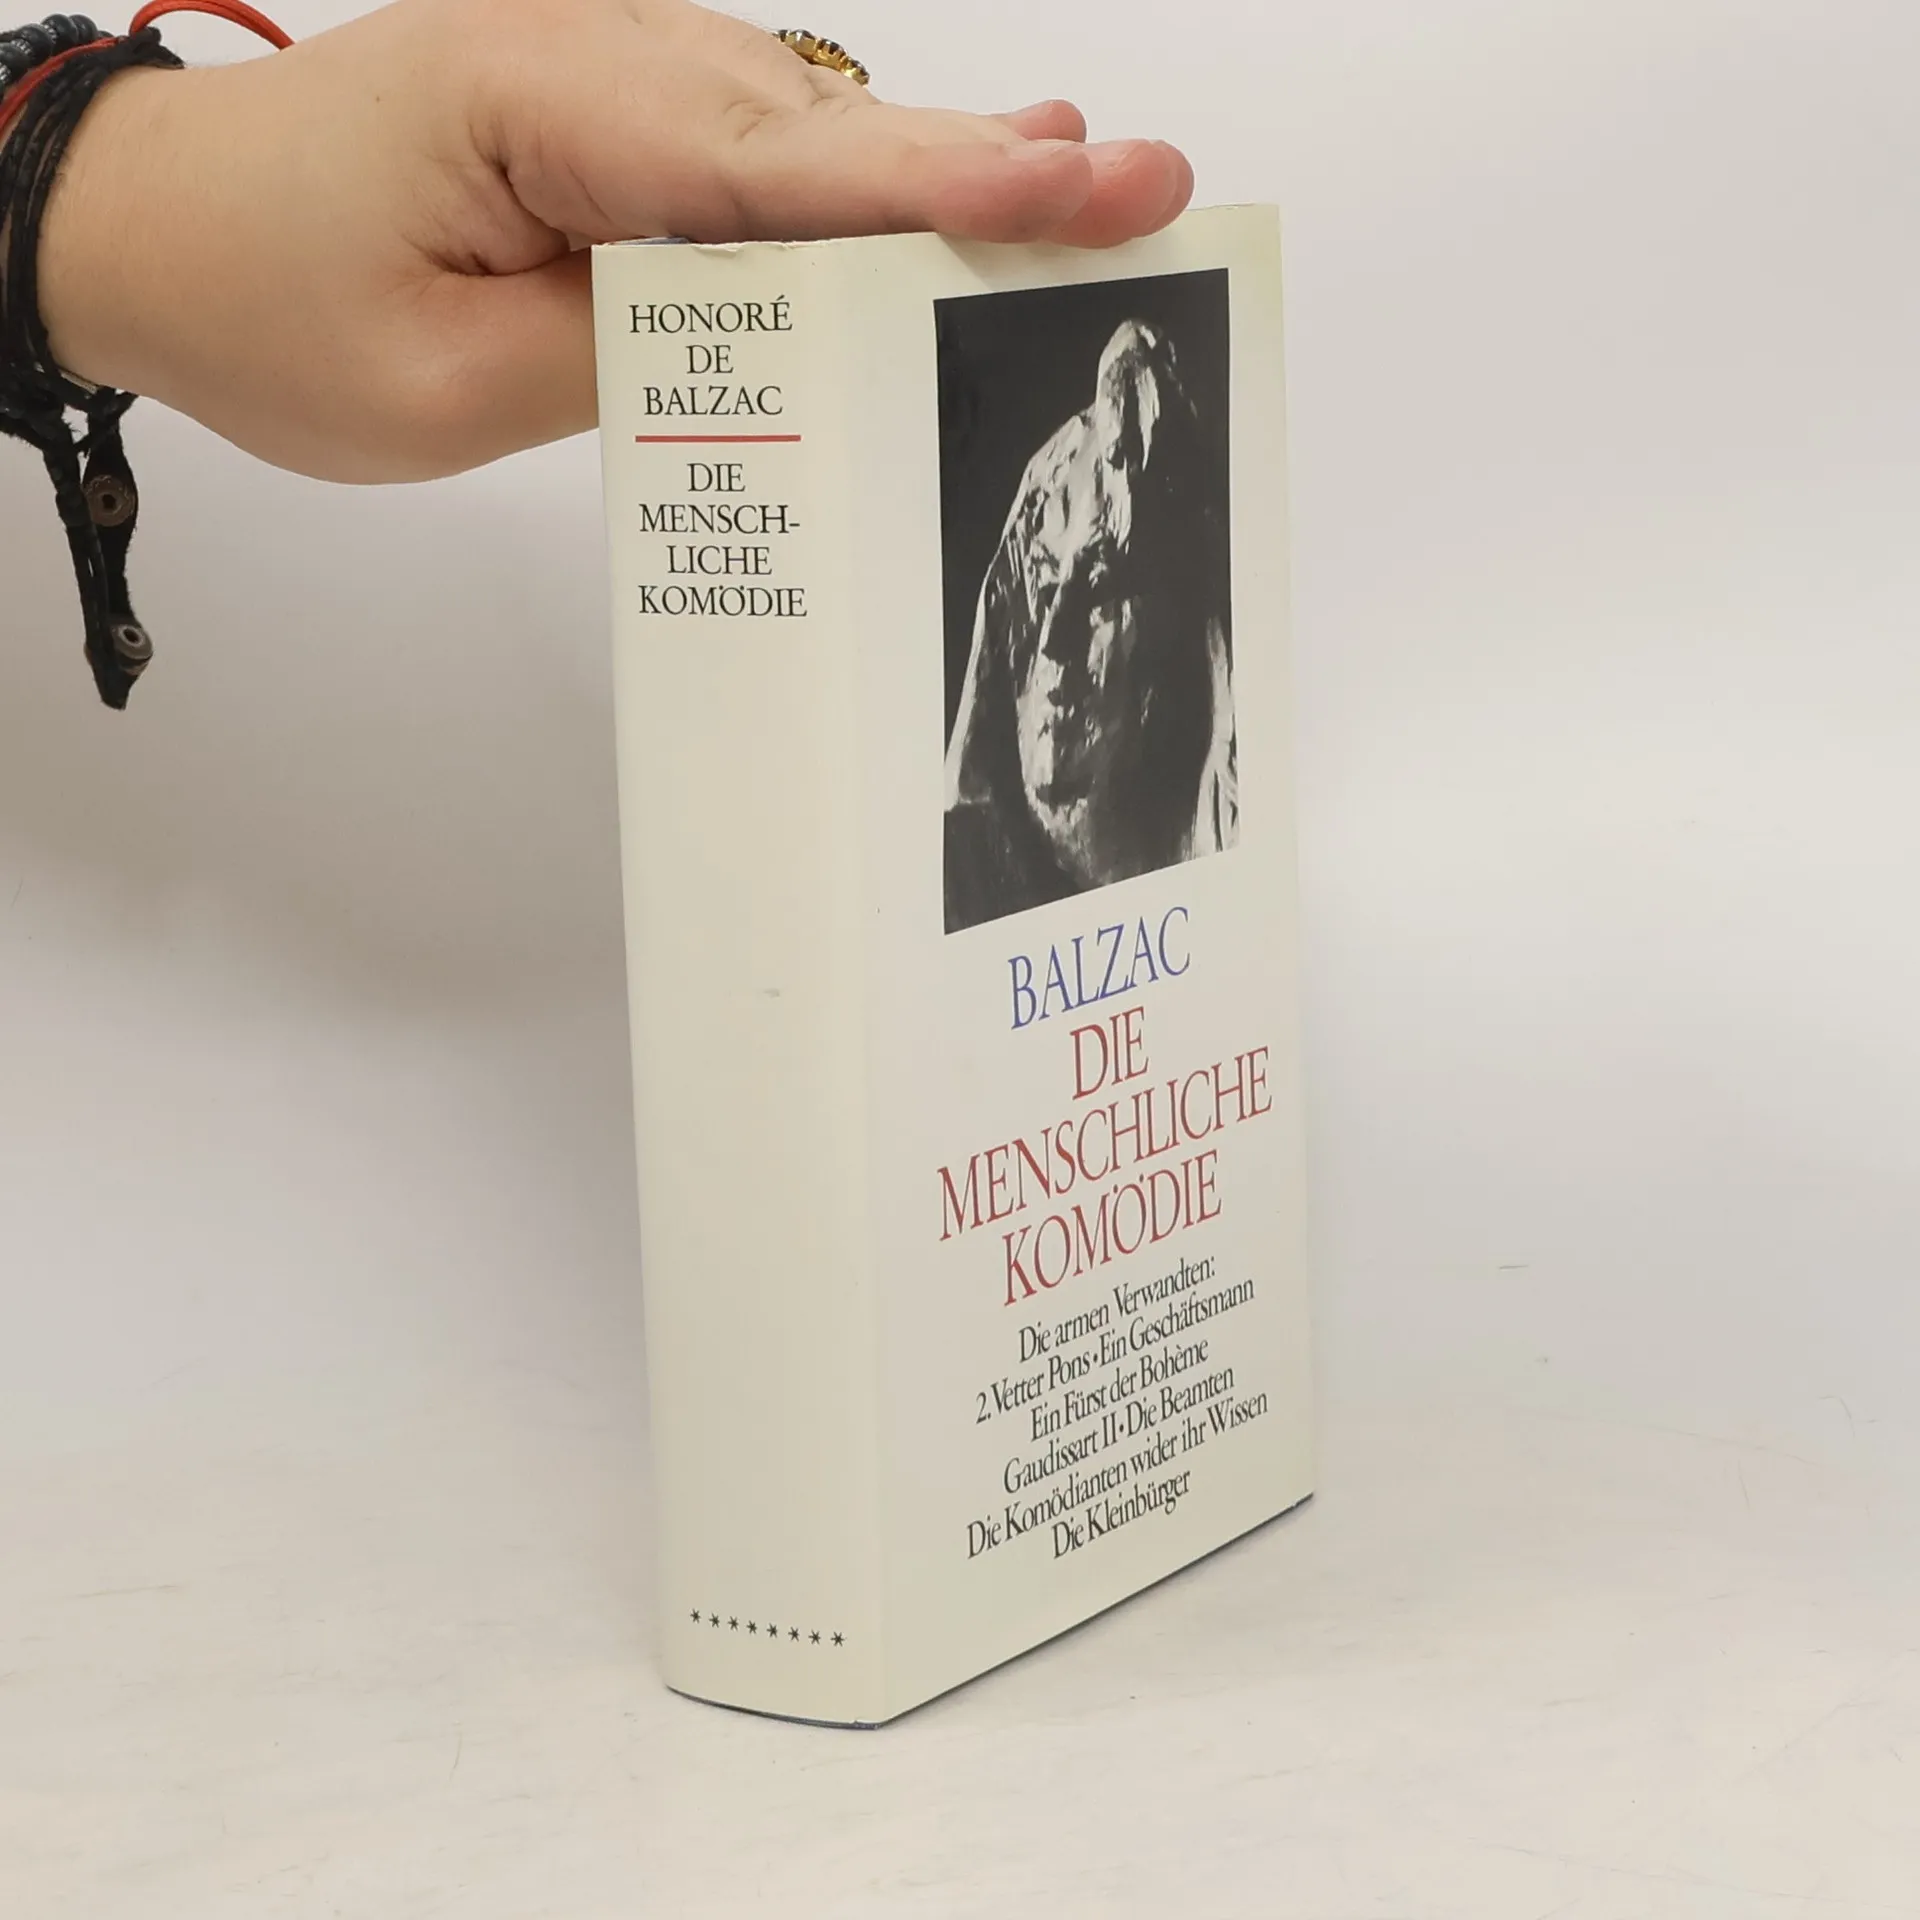 HONORÉ
DE
BALZAC
DIE
MENSCH-
LICHE
KOMÖDIE
********
BALZAC
DIE
MENSCHLICHE
KOMÖDIE
Die armen Verwandten:
2. Vetter Pons • Ein Geschäftsmann
Ein Fürst der Bohème
Gaudissart II • Die Beamten
Die Komödianten wider ihr Wissen
Die Kleinbürger